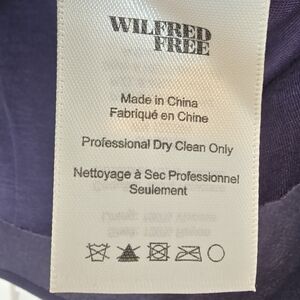 WILFRED
FREE
Made in China
Fabriqué en Chine
Professional Dry Clean Only
Nettoyage à Sec Professionnel
Seulement